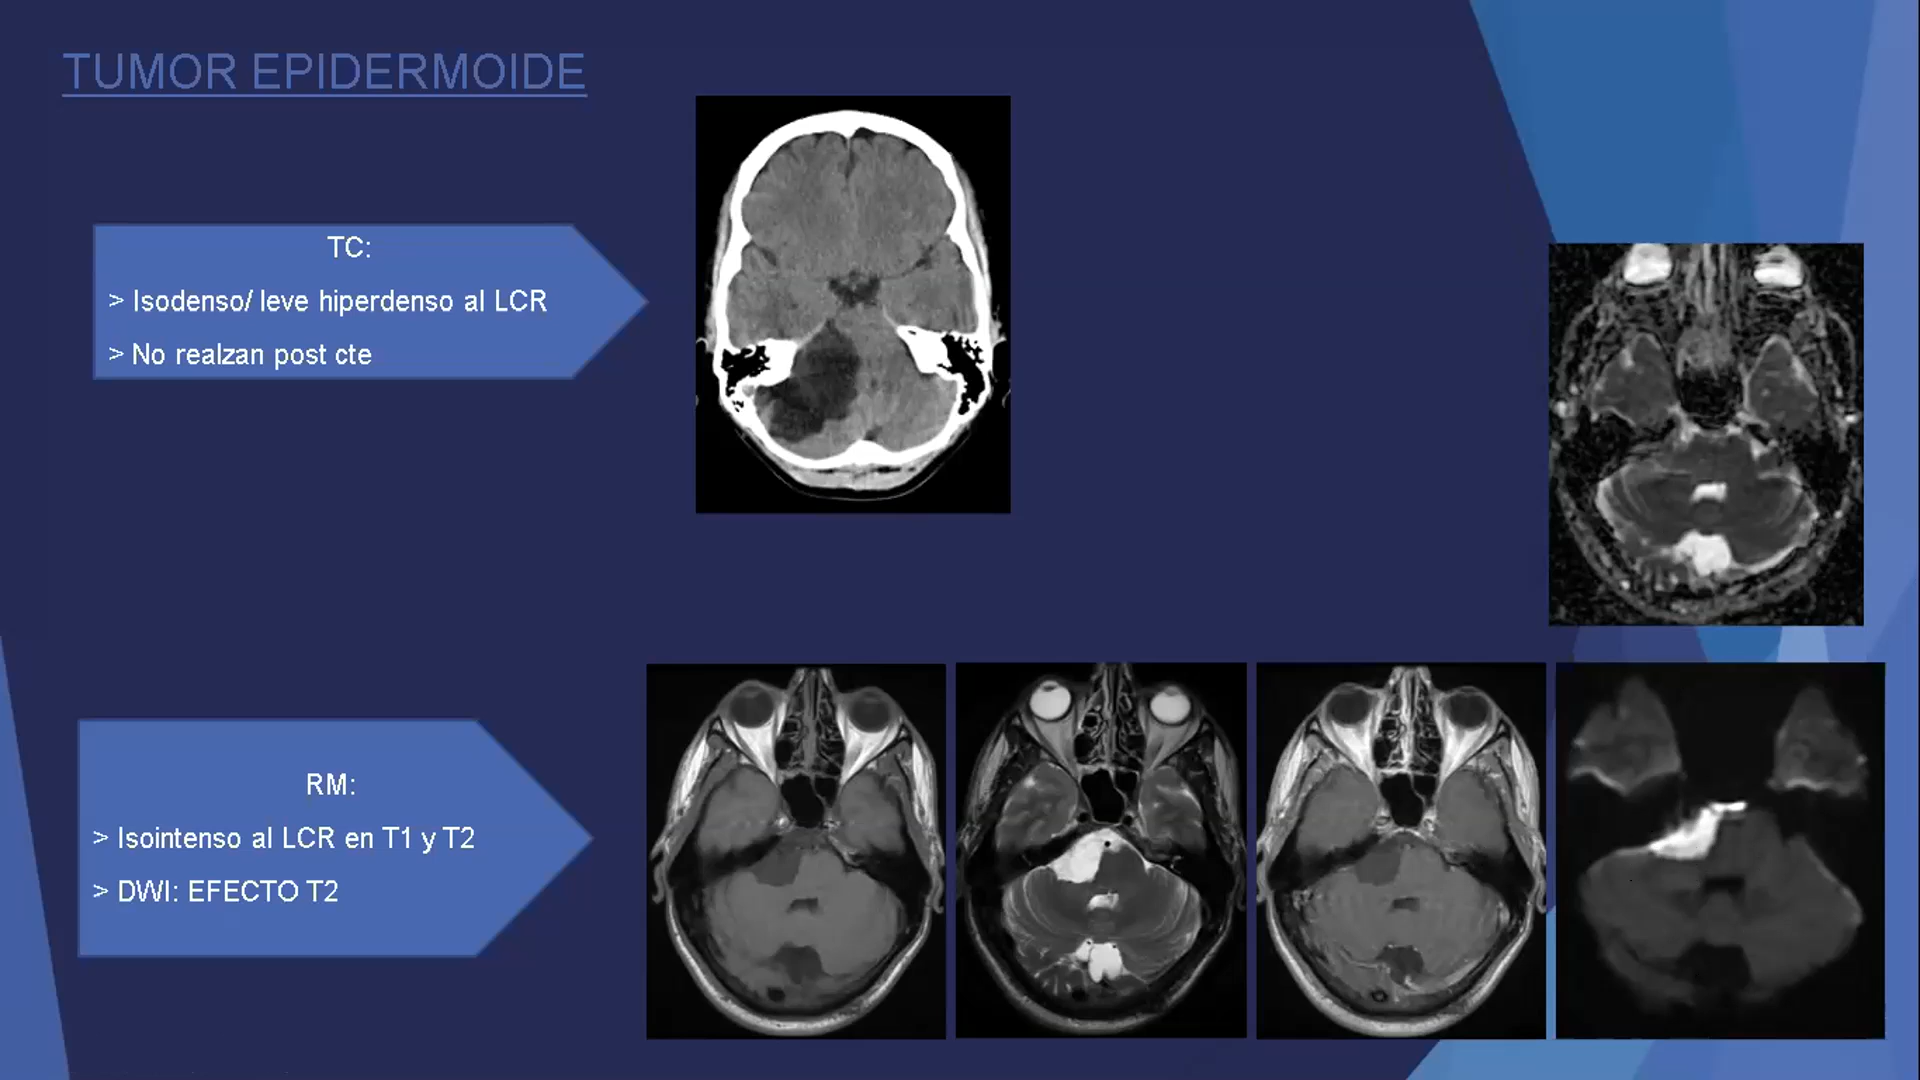 TUMOR EPIDERMOIDE
TC:
> Isodenso/ leve hiperdenso al LCR
> No realzan post cte
RM:
> Isointenso al LCR en T1 y T2
> DWI: EFECTO T2